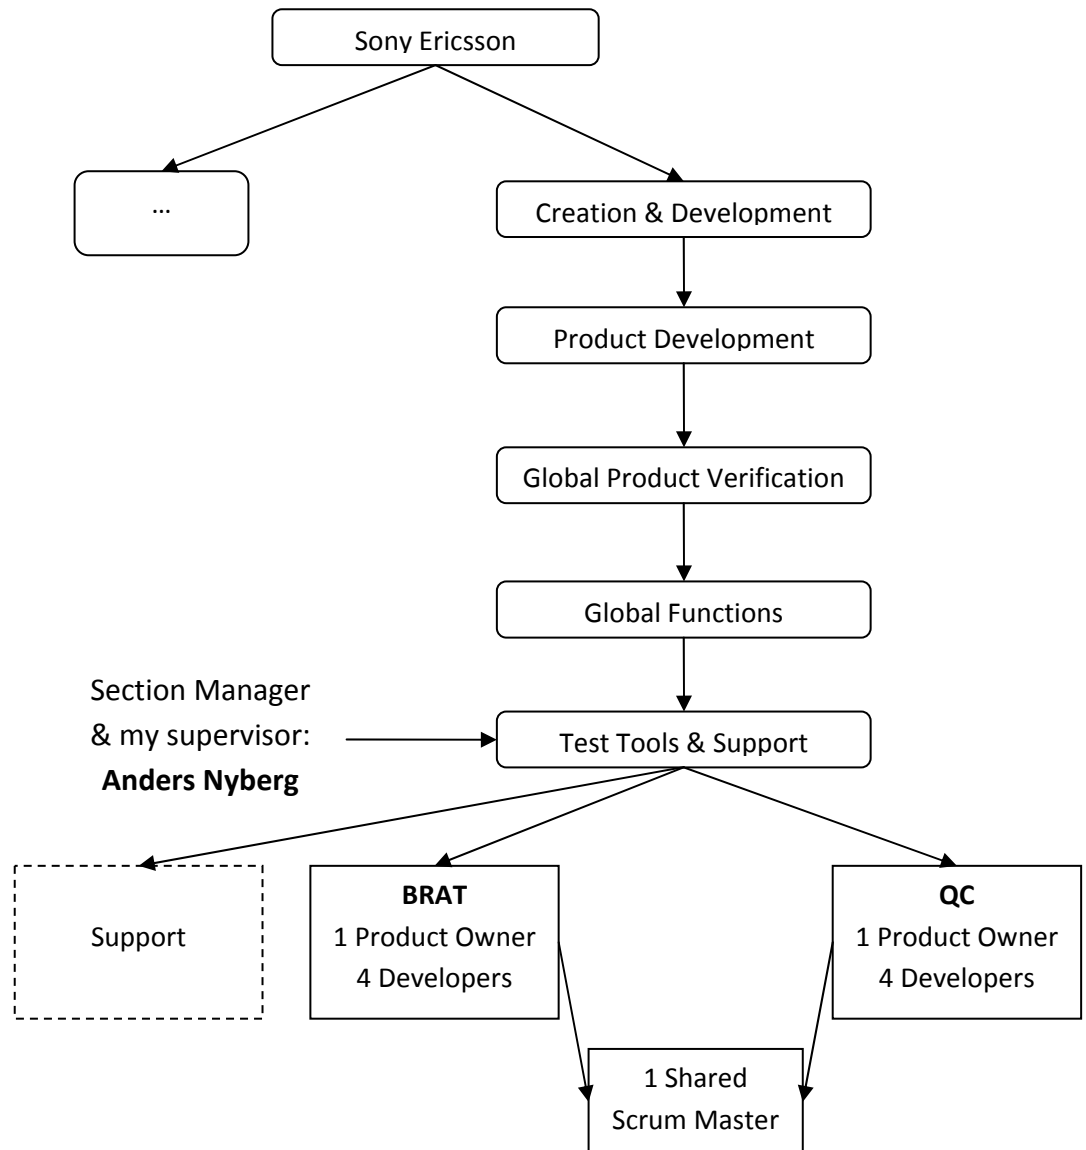 Sony Ericsson
...
Creation & Development
Product Development
Global Product Verification
Global Functions
Section Manager
& my supervisor:
Anders Nyberg
Test Tools & Support
Support
BRAT
1 Product Owner
4 Developers
QC
1 Product Owner
4 Developers
1 Shared
Scrum Master